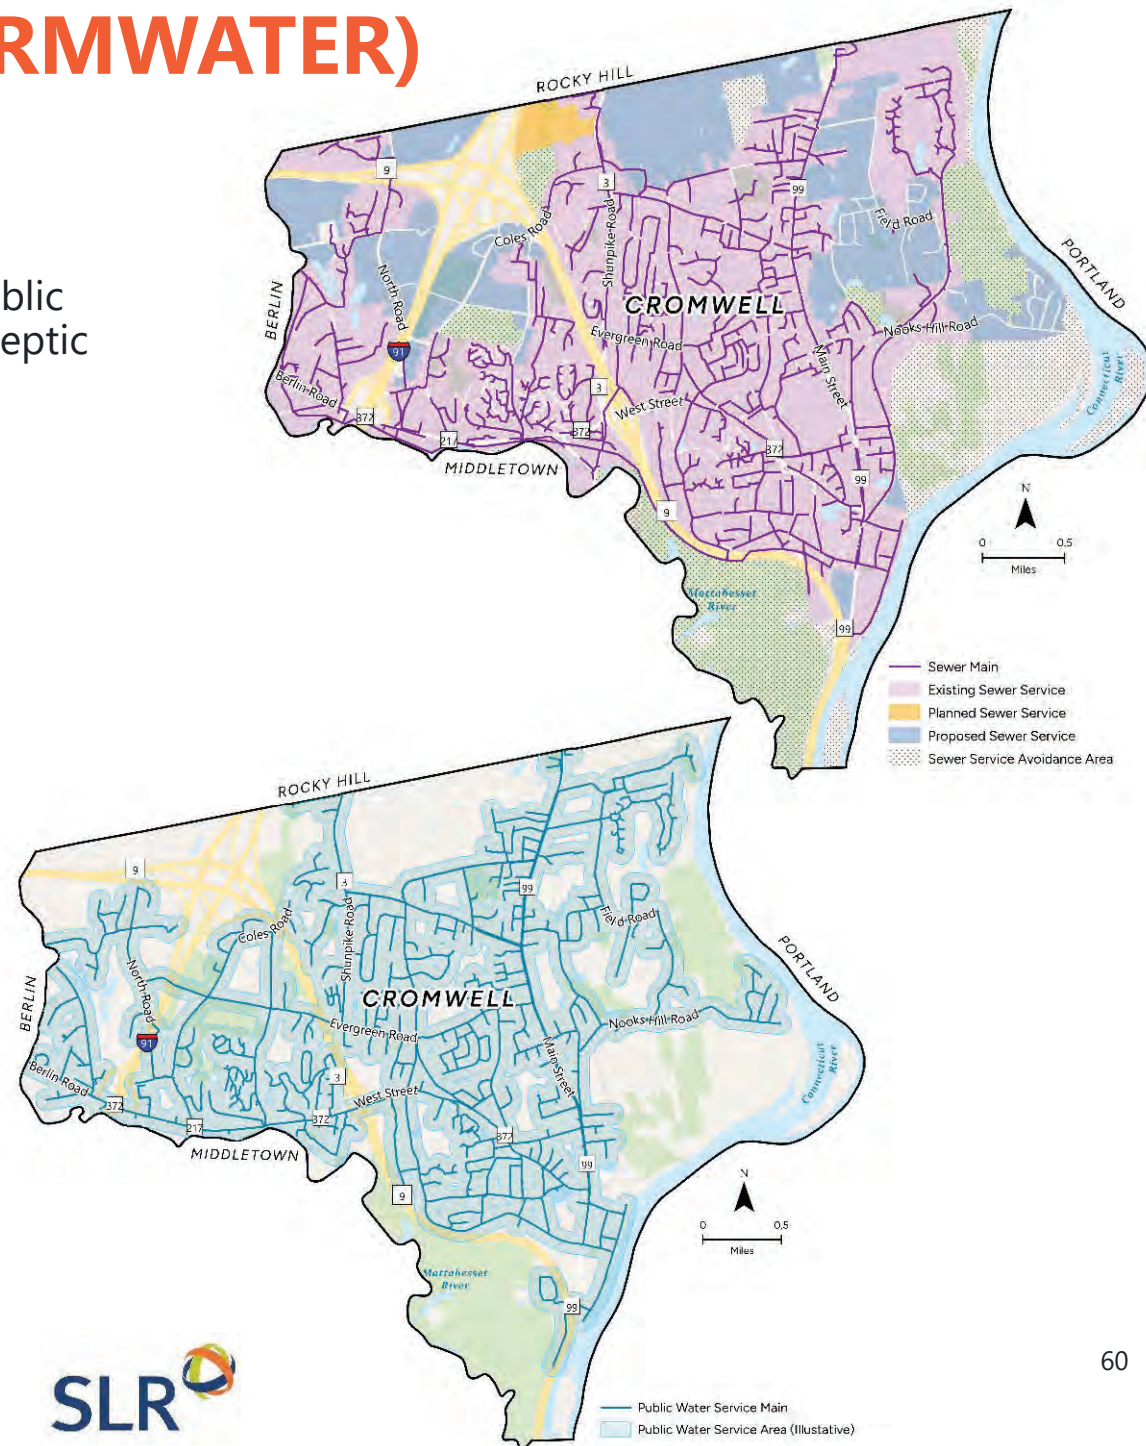 RMWATER)
blic
eptic
ROCKY HILL
9
3
99
Coles Road
Shunpike Road
Field Road
PORTLAND
BERLIN
North Road
CROMWELL
Evergreen Road
Nooks Hill Road
91
Main Street
Connecticut
River
Berlin Road
3
West Street
372
217
372
372
MIDDLETOWN
99
9
N
0 0.5
Miles
Mattabesset
River
99
Sewer Main
Existing Sewer Service
Planned Sewer Service
Proposed Sewer Service
Sewer Service Avoidance Area
ROCKY HILL
9
3
99
Coles Road
Shunpike Road
Field Road
PORTLAND
BERLIN
North Road
CROMWELL
Evergreen Road
Nooks Hill Road
91
Main Street
Connecticut
River
Berlin Road
3
West Street
372
217
372
372
MIDDLETOWN
99
9
N
0 0.5
Miles
Mattabesset
River
99
SLR
60
Public Water Service Main
Public Water Service Area (Illustative)